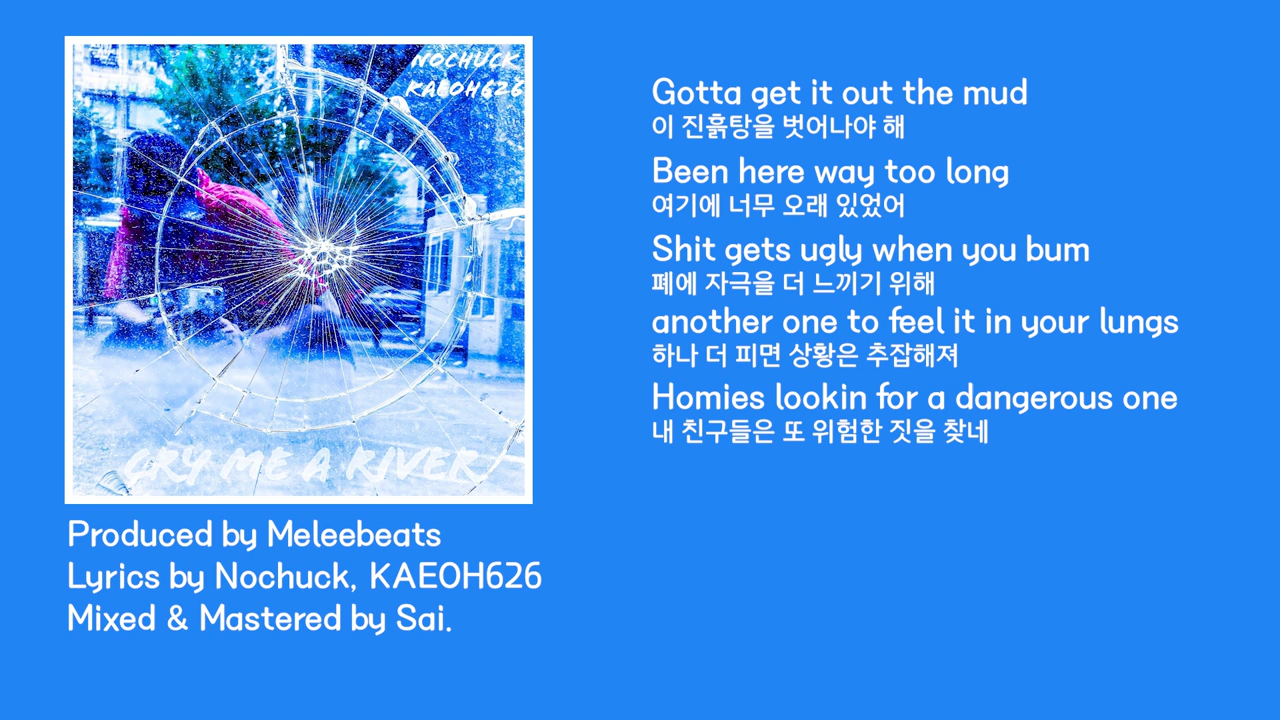 NOCHUCK
KAEOH626
CRY ME A RIVER
Produced by Meleebeats
Lyrics by Nochuck, KAEOH626
Mixed & Mastered by Sai.
Gotta get it out the mud
이 진흙탕을 벗어나야 해
Been here way too long
여기에 너무 오래 있었어
Shit gets ugly when you bum
폐에 자극을 더 느끼기 위해
another one to feel it in your lungs
하나 더 피면 상황은 추잡해져
Homies lookin for a dangerous one
내 친구들은 또 위험한 짓을 찾네